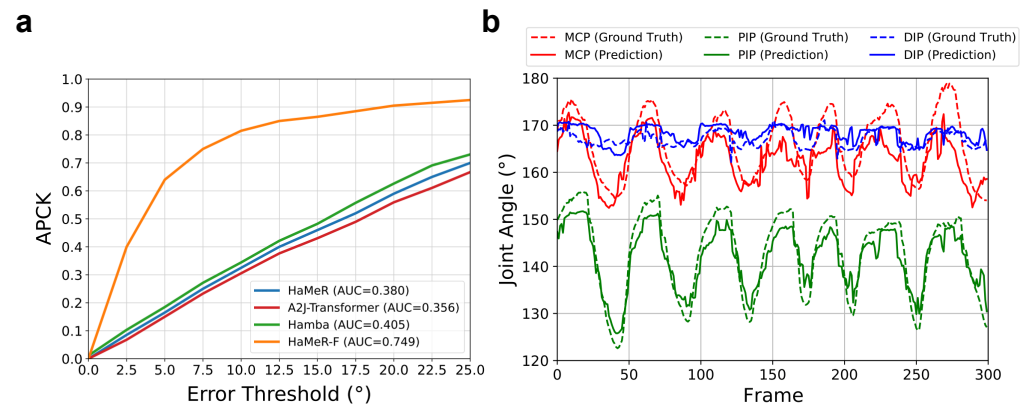 a
1.0
0.9
0.8
0.7
0.6
0.5
0.4
0.3
0.2
0.1
0.0
APCK
0.0 2.5 5.0 7.5 10.0 12.5 15.0 17.5 20.0 22.5 25.0
Error Threshold (°)
HaMeR (AUC=0.380)
A2J-Transformer (AUC=0.356)
Hamba (AUC=0.405)
HaMeR-F (AUC=0.749)
b
MCP (Ground Truth) PIP (Ground Truth) DIP (Ground Truth)
MCP (Prediction) PIP (Prediction) DIP (Prediction)
180
170
160
150
140
130
120
Joint Angle (°)
0 50 100 150 200 250 300
Frame